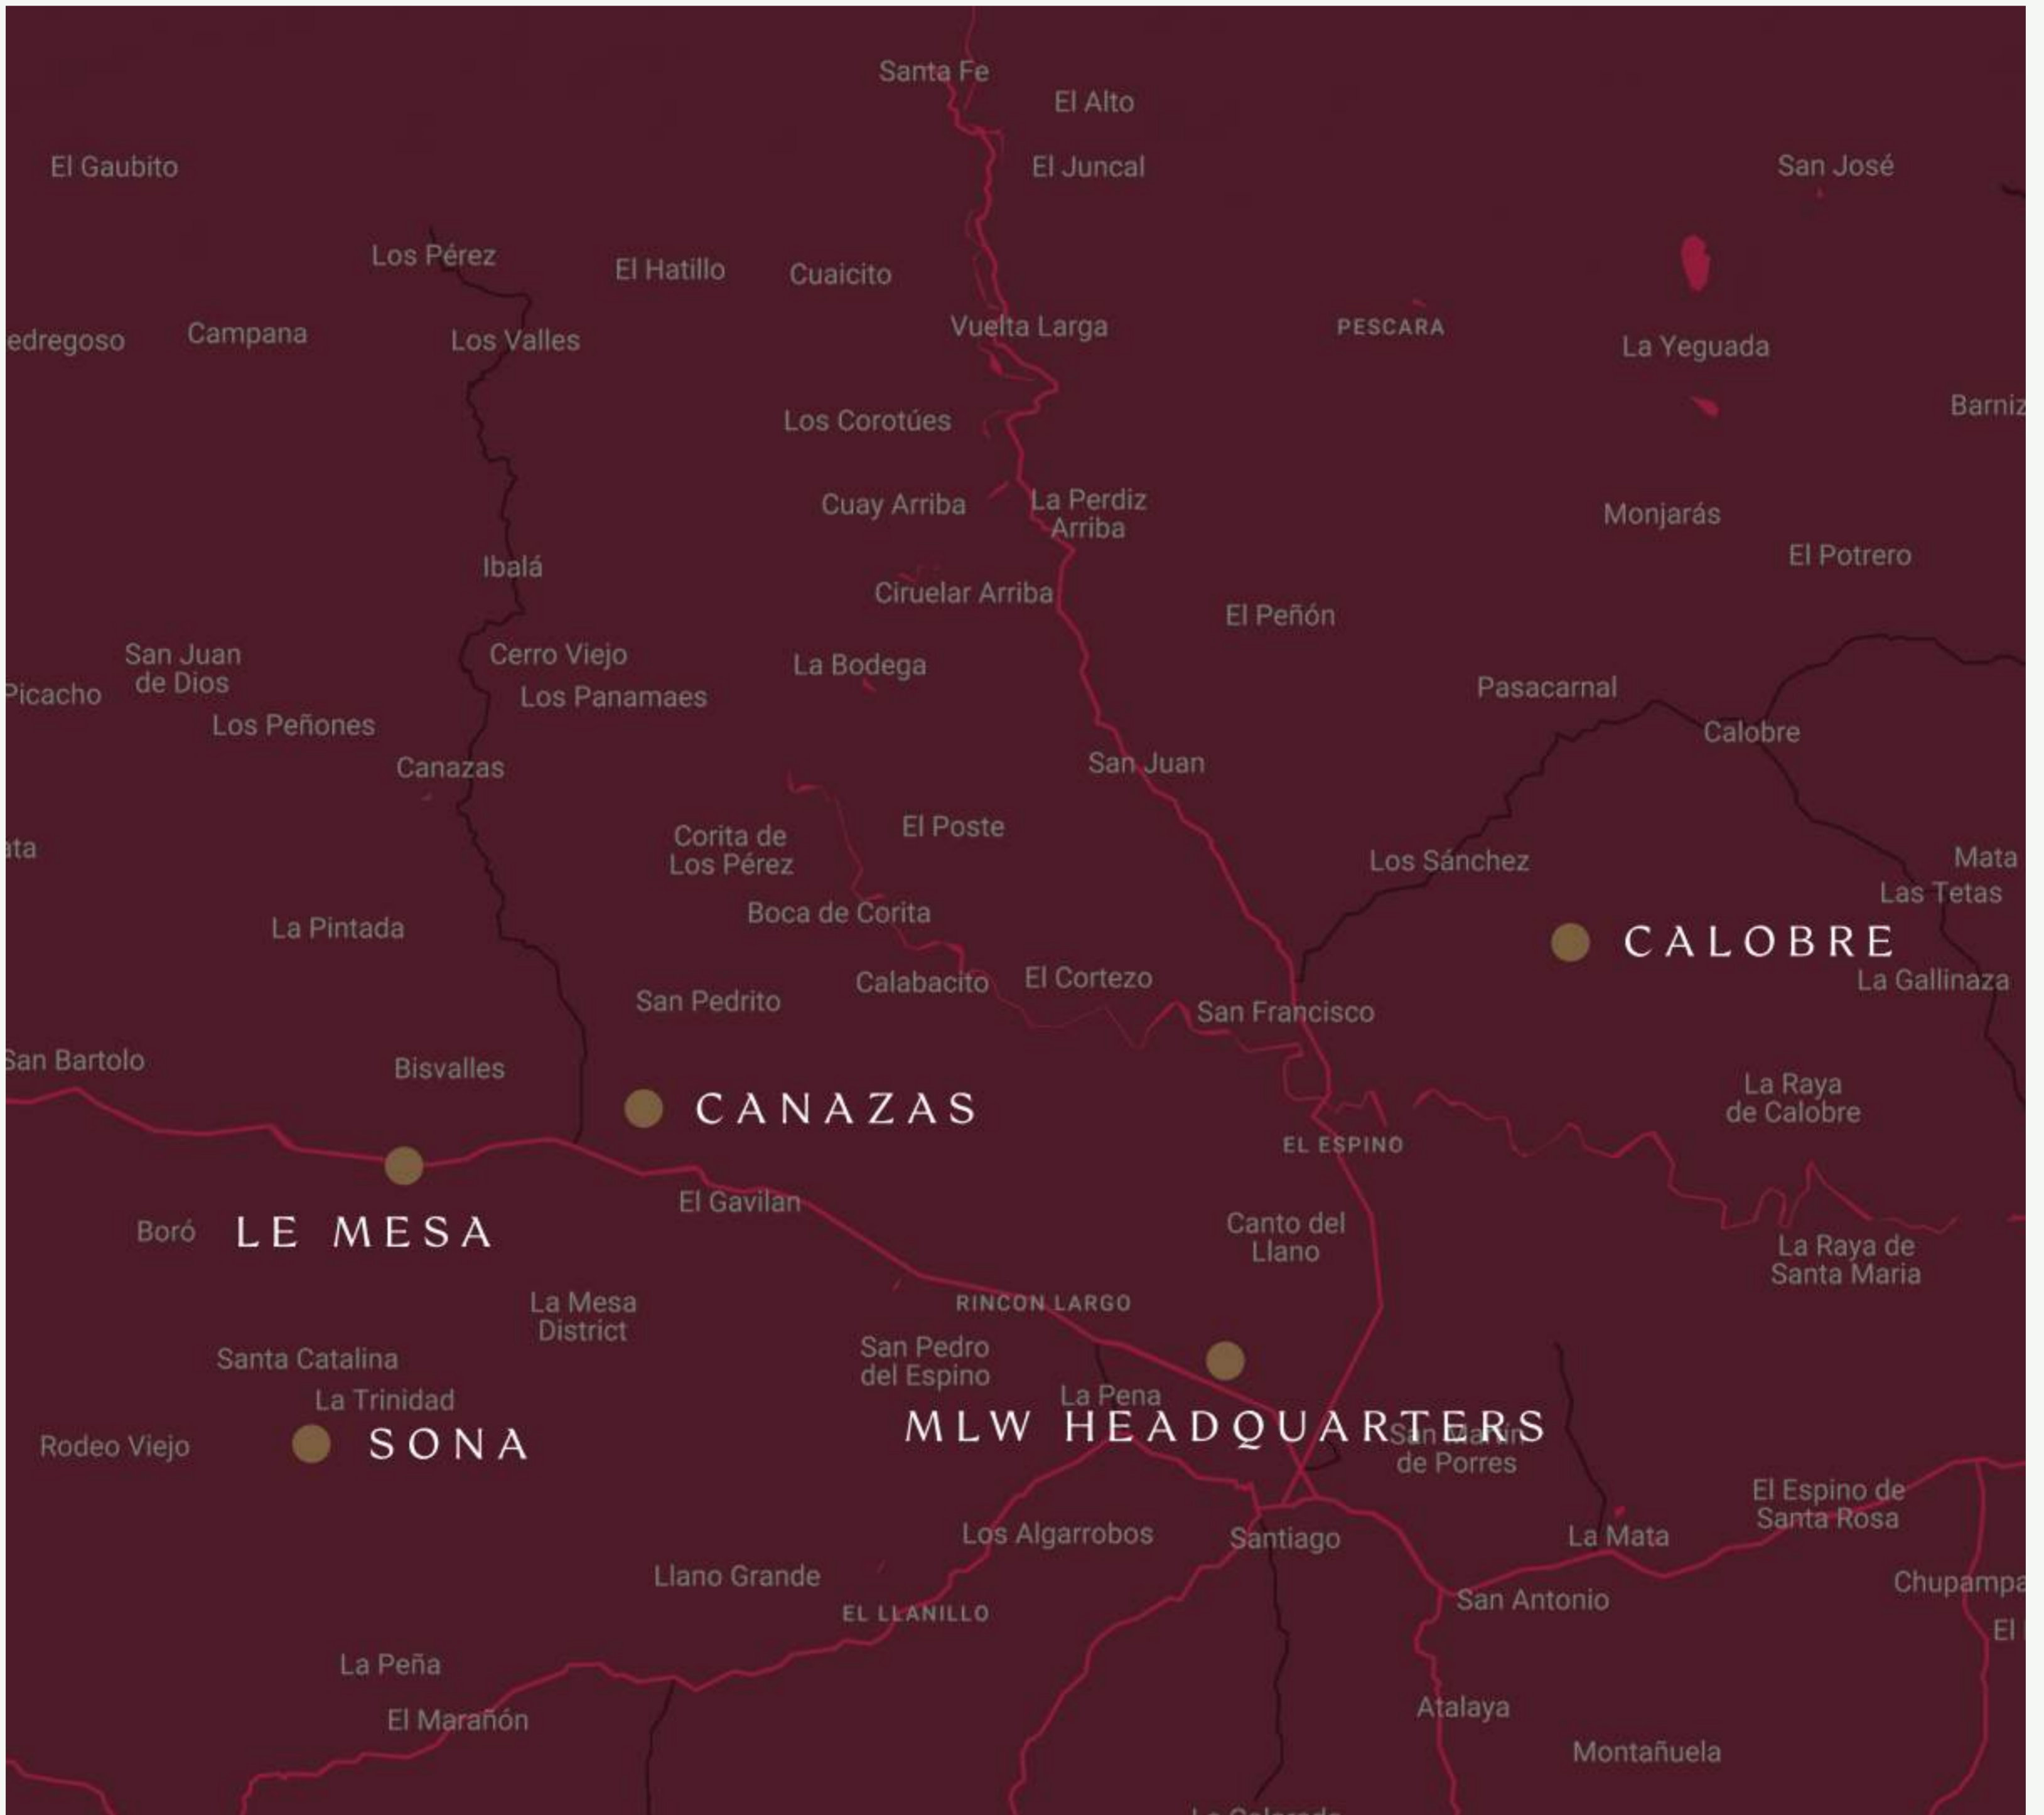 Santa Fe
El Alto
El Gaubito
El Juncal
San José
Los Pérez
El Hatillo
Cuaicito
edregoso
Campana
Los Valles
Vuelta Larga
PESCARA
La Yeguada
Barniz
Los Corotúes
Cuay Arriba
La Perdiz
Arriba
Monjarás
El Potrero
Ibalá
Ciruelar Arriba
El Peñón
San Juan
de Dios
Cerro Viejo
La Bodega
Picacho
Los Panamaes
Pasacarnal
Los Peñones
Calobre
Canazas
San Juan
Corita de
Los Pérez
El Poste
ata
Los Sánchez
Mata
Las Tetas
La Pintada
Boca de Corita
CALOBRE
La Gallinaza
San Pedrito
Calabacito
El Cortezo
San Francisco
San Bartolo
Bisvalles
CANAZAS
La Raya
de Calobre
EL ESPINO
El Gavilan
Boró
LE MESA
Canto del
Llano
La Raya de
Santa Maria
La Mesa
District
RINCON LARGO
Santa Catalina
San Pedro
del Espino
La Trinidad
La Pena
Rodeo Viejo
SONA
MLW HEADQUARTERS
San Martin
de Porres
El Espino de
Santa Rosa
Los Algarrobos
Santiago
La Mata
Llano Grande
San Antonio
Chupampa
EL LLANILLO
El
La Peña
El Marañón
Atalaya
Montañuela